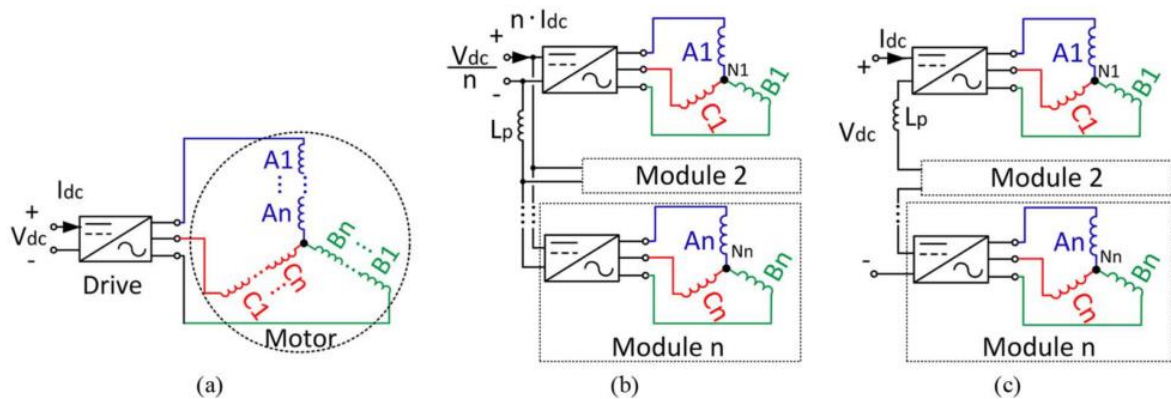 A1
An
Bn
B1
Cn
C1
Idc
+
Vdc
-
Drive
Motor
(a)
n · Idc
+
Vdc
n
-
Lp
A1
N1
B1
C1
Module 2
An
Nn
Bn
Cn
Module n
(b)
Idc
+
Vdc
Lp
A1
N1
B1
C1
Module 2
An
Nn
Bn
Cn
-
Module n
(c)